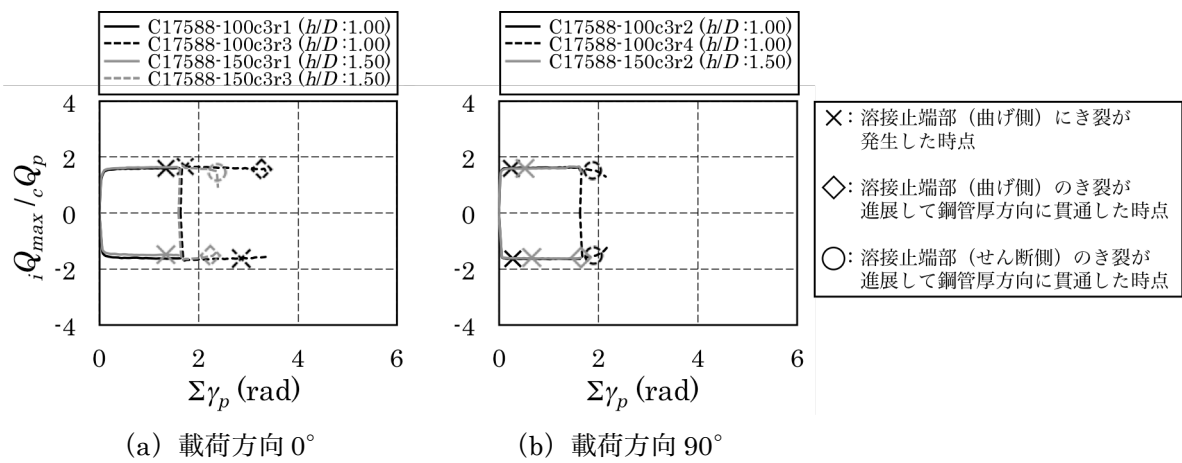 C17588-100c3r1 (h/D :1.00)
C17588-100c3r3 (h/D :1.00)
C17588-150c3r1 (h/D :1.50)
C17588-150c3r3 (h/D :1.50)
C17588-100c3r2 (h/D :1.00)
C17588-100c3r4 (h/D :1.00)
C17588-150c3r2 (h/D :1.50)
iQmax / cQp
4
2
0
-2
-4
0 2 4 6
Σγp (rad)
(a) 載荷方向 0°
4
2
0
-2
-4
0 2 4 6
Σγp (rad)
(b) 載荷方向 90°
×：溶接止端部（曲げ側）にき裂が
発生した時点
◇：溶接止端部（曲げ側）のき裂が
進展して鋼管厚方向に貫通した時点
○：溶接止端部（せん断側）のき裂が
進展して鋼管厚方向に貫通した時点